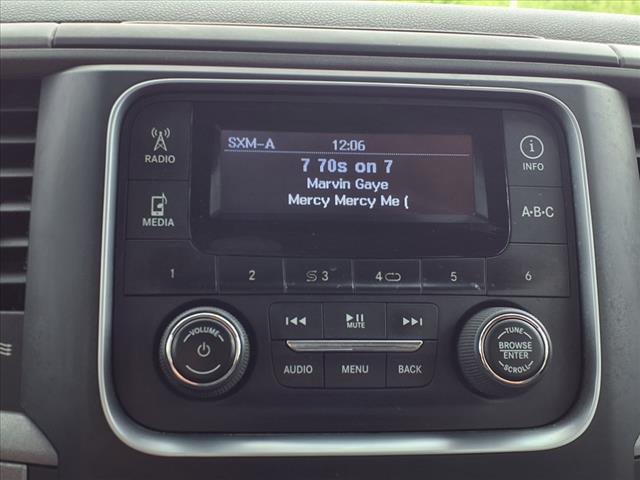 SXM-A 12:06
7 70s on 7
Marvin Gaye
Mercy Mercy Me (
RADIO
MEDIA
INFO
A•B•C
1 2 3 4 5 6
VOLUME
MUTE
AUDIO MENU BACK
TUNE
BROWSE
ENTER
SCROLL